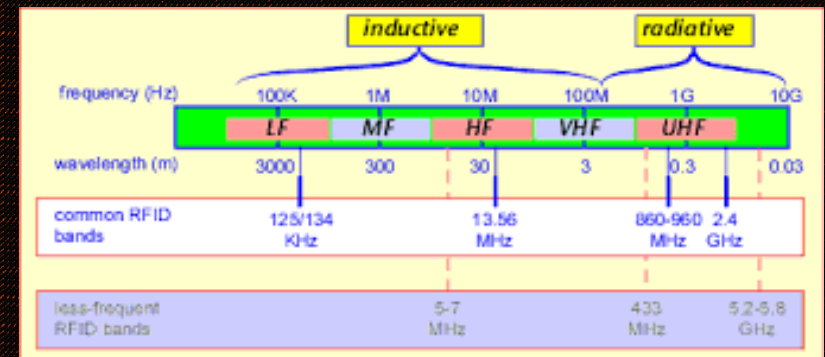 inductive radiative
frequency (Hz) 100K 1M 10M 100M 1G 10G
LF MF HF VHF UHF
wavelength (m) 3000 300 30 3 0.3 0.03
common RFID 125/134 13.56 860-960 2.4
bands KHz MHz MHz GHz
less-frequent 5-7 433 5.2-5.8
RFID bands MHz MHz GHz